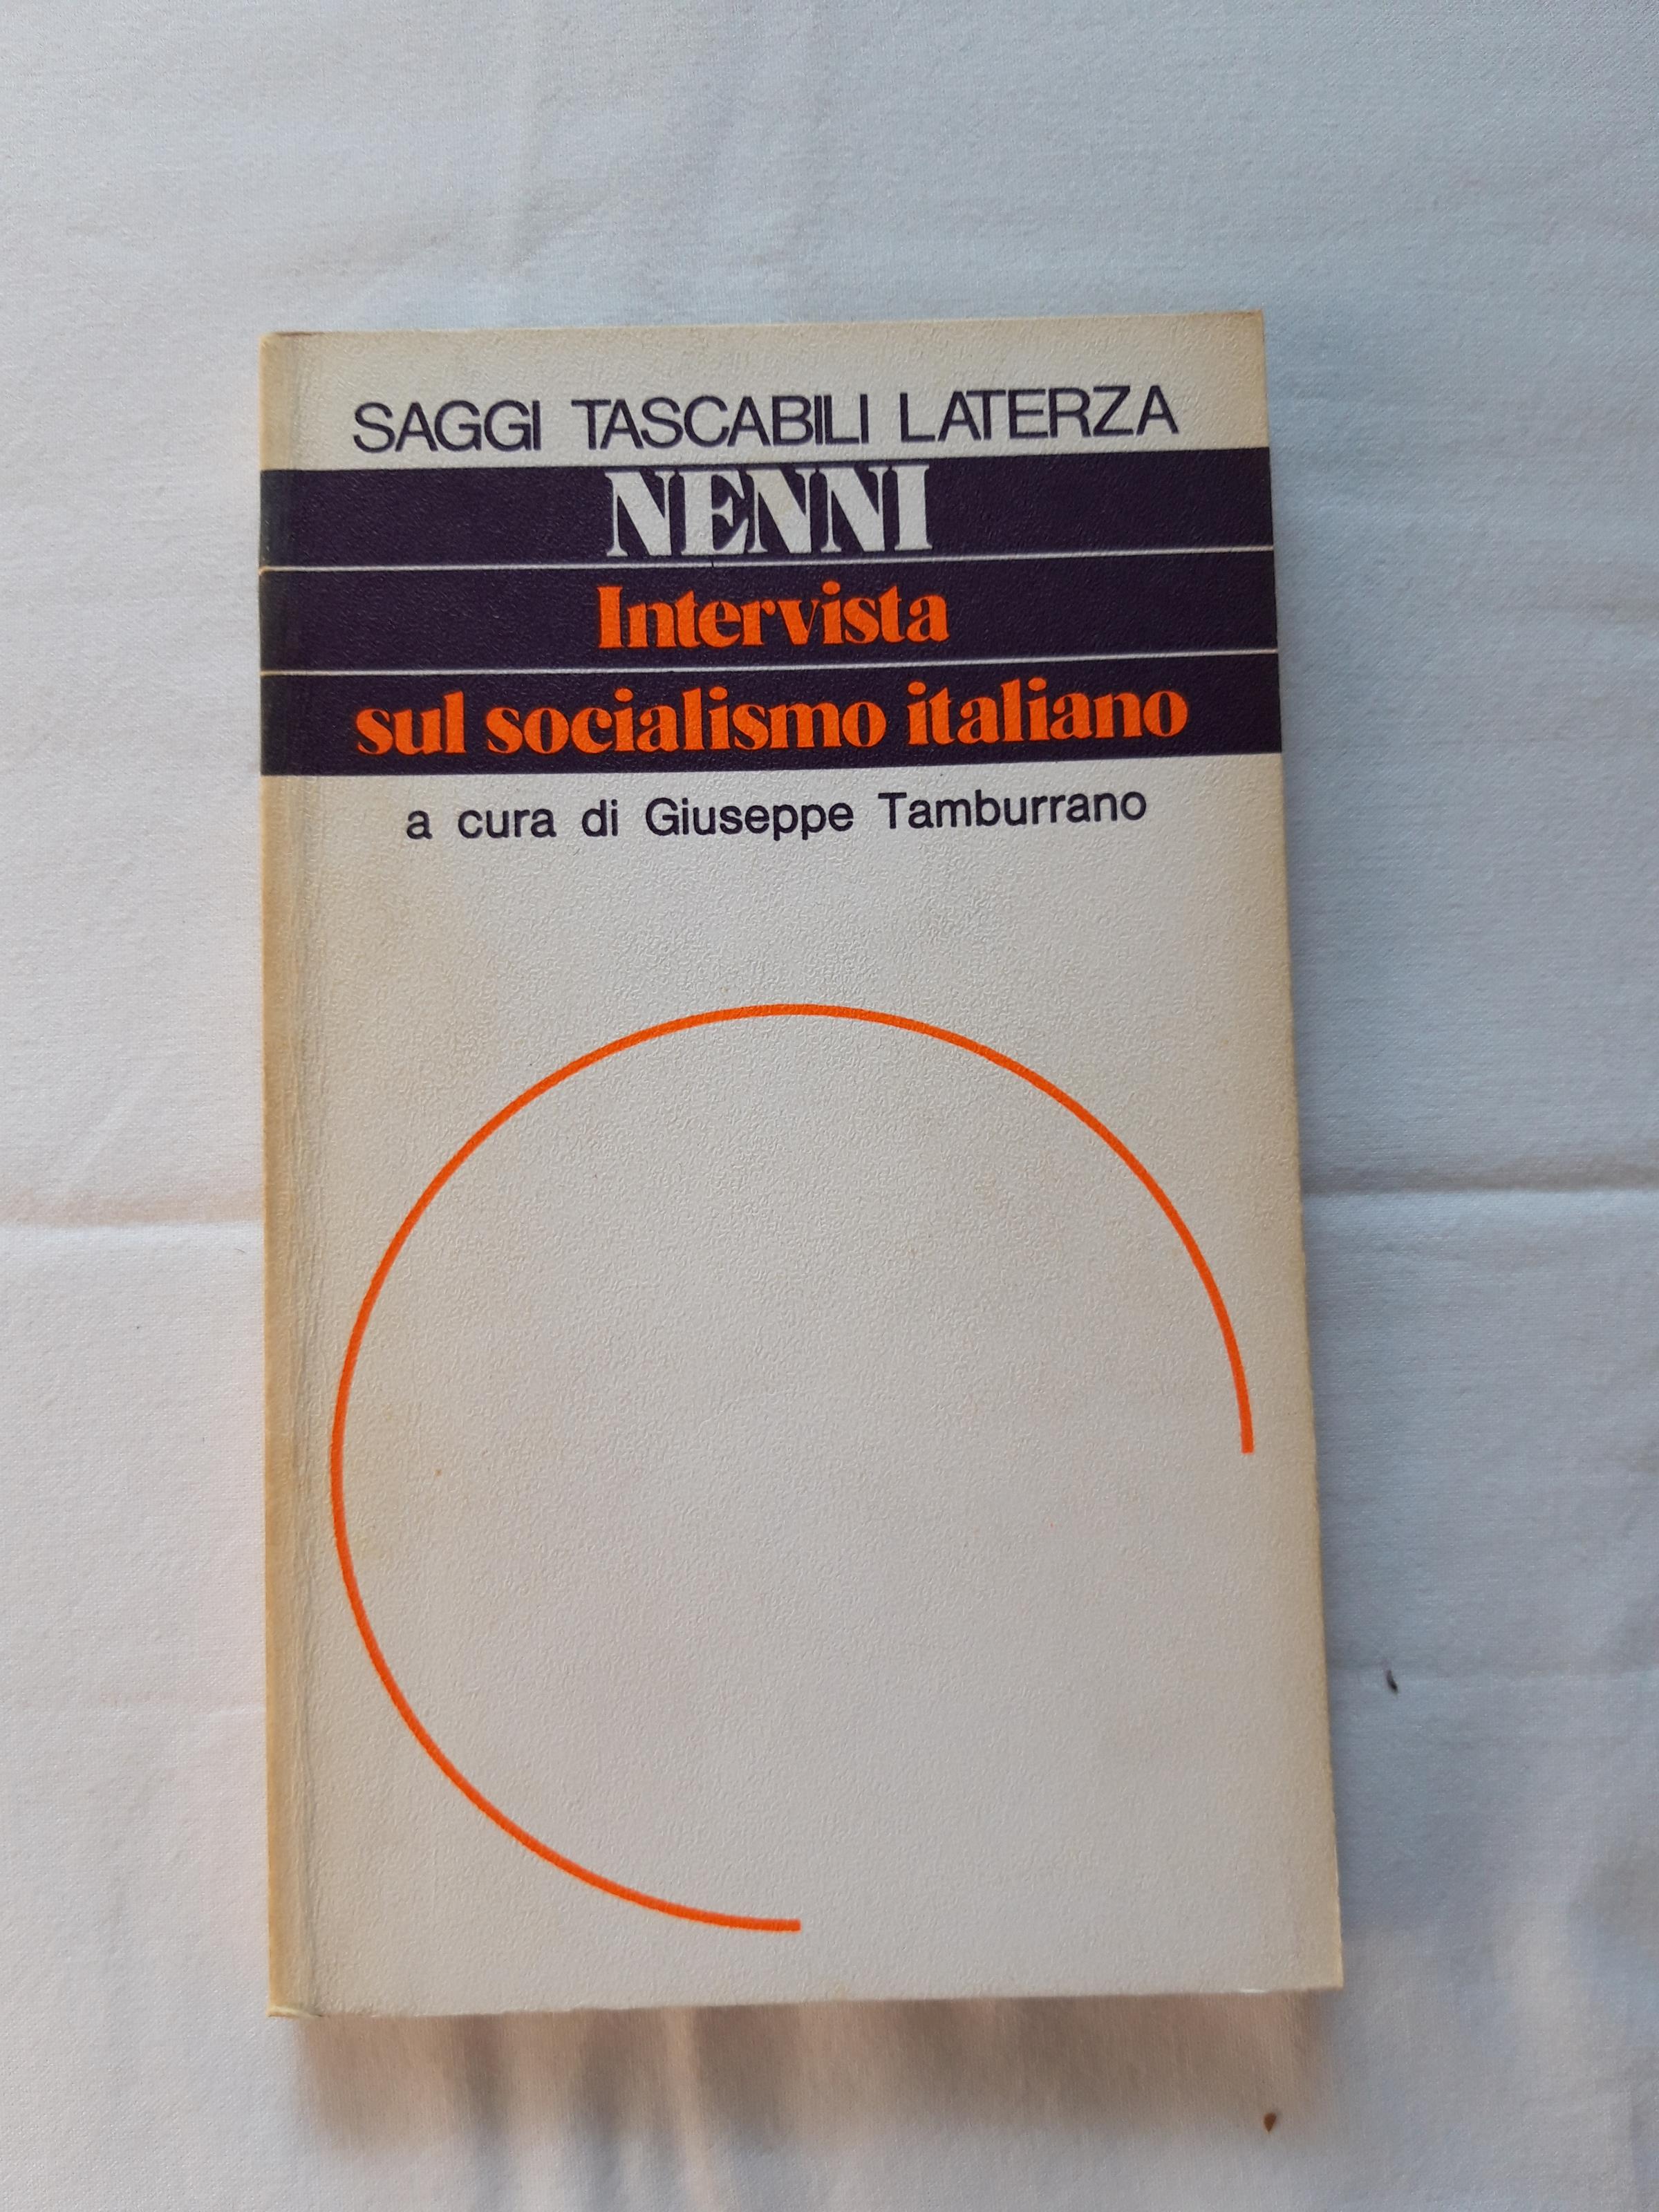 SAGGI TASCABILI LATERZA
NENNI
Intervista
sul socialismo italiano
a cura di Giuseppe Tamburrano